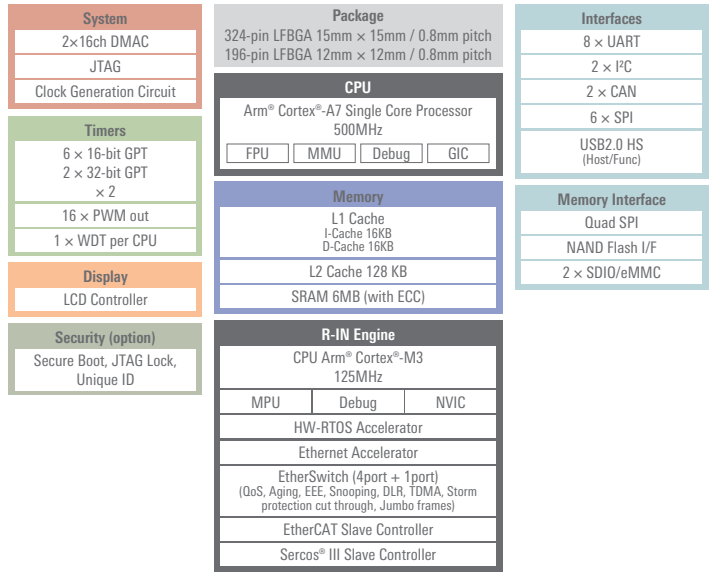 System
2×16ch DMAC
JTAG
Clock Generation Circuit
Timers
6 × 16-bit GPT
2 × 32-bit GPT
× 2
16 × PWM out
1 × WDT per CPU
Display
LCD Controller
Security (option)
Secure Boot, JTAG Lock,
Unique ID
Package
324-pin LFBGA 15mm × 15mm / 0.8mm pitch
196-pin LFBGA 12mm × 12mm / 0.8mm pitch
CPU
Arm® Cortex®-A7 Single Core Processor
500MHz
FPU MMU Debug GIC
Memory
L1 Cache
I-Cache 16KB
D-Cache 16KB
L2 Cache 128 KB
SRAM 6MB (with ECC)
R-IN Engine
CPU Arm® Cortex®-M3
125MHz
MPU Debug NVIC
HW-RTOS Accelerator
Ethernet Accelerator
EtherSwitch (4port + 1port)
(QoS, Aging, EEE, Snooping, DLR, TDMA, Storm
protection cut through, Jumbo frames)
EtherCAT Slave Controller
Sercos® III Slave Controller
Interfaces
8 × UART
2 × I²C
2 × CAN
6 × SPI
USB2.0 HS
(Host/Func)
Memory Interface
Quad SPI
NAND Flash I/F
2 × SDIO/eMMC